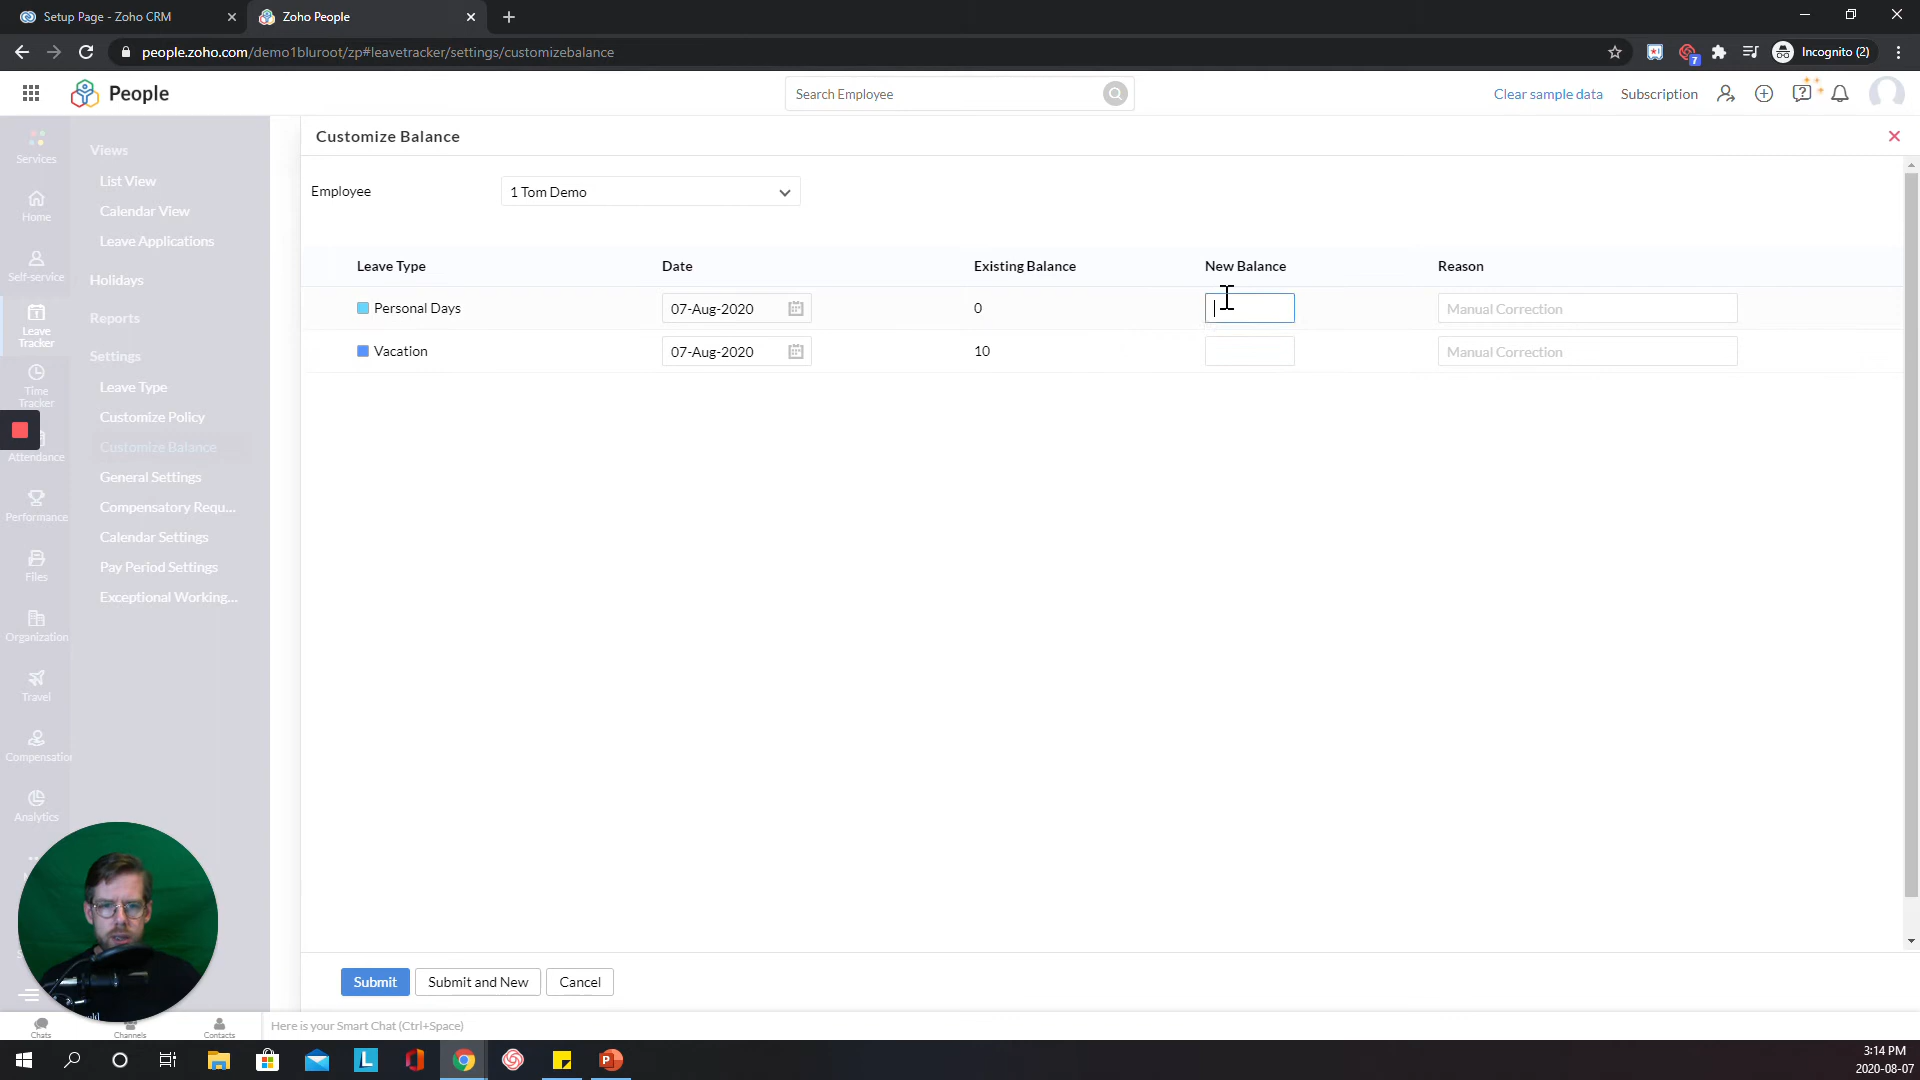 Setup Page - Zoho CRM
Zoho People
people.zoho.com/demo1bluroot/zp#leavetracker/settings/customizebalance
7
Incognito (2)
People
Search Employee
Clear sample data
Subscription
Services
Home
Self-service
Leave
Tracker
Time
Tracker
Attendance
Performance
Files
Organization
Travel
Compensation
Analytics
Views
List View
Calendar View
Leave Applications
Holidays
Reports
Settings
Leave Type
Customize Policy
Customize Balance
General Settings
Compensatory Requ...
Calendar Settings
Pay Period Settings
Exceptional Working...
Customize Balance
Employee
1 Tom Demo
Leave Type Date Existing Balance New Balance Reason
Personal Days 07-Aug-2020 0 Manual Correction
Vacation 07-Aug-2020 10 Manual Correction
Submit Submit and New Cancel
Chats Channels Contacts
Here is your Smart Chat (Ctrl+Space)
L
P
3:14 PM
2020-08-07